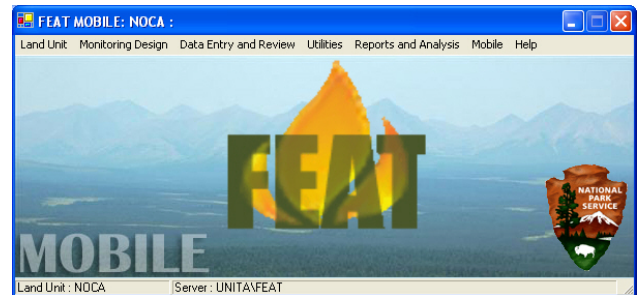 FEAT MOBILE: NOCA :
Land Unit Monitoring Design Data Entry and Review Utilities Reports and Analysis Mobile Help
FEAT
NATIONAL
PARK
SERVICE
MOBILE
Land Unit : NOCA Server : UNITA\FEAT